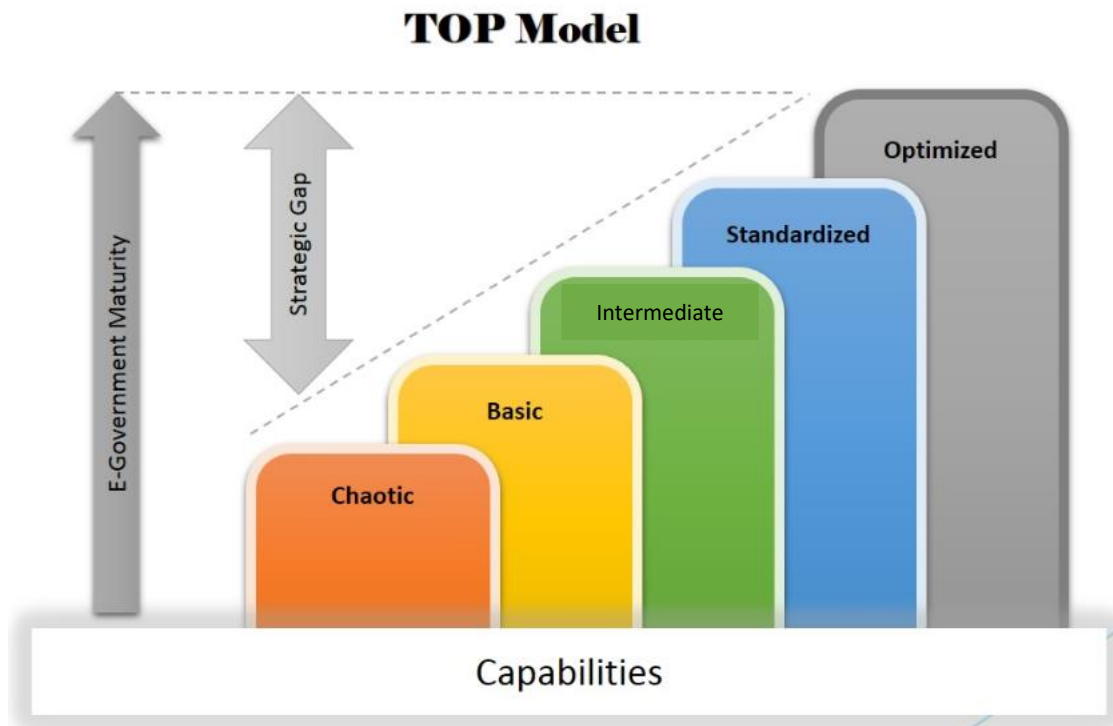 TOP Model
E-Government Maturity
Strategic Gap
Optimized
Standardized
Intermediate
Basic
Chaotic
Capabilities